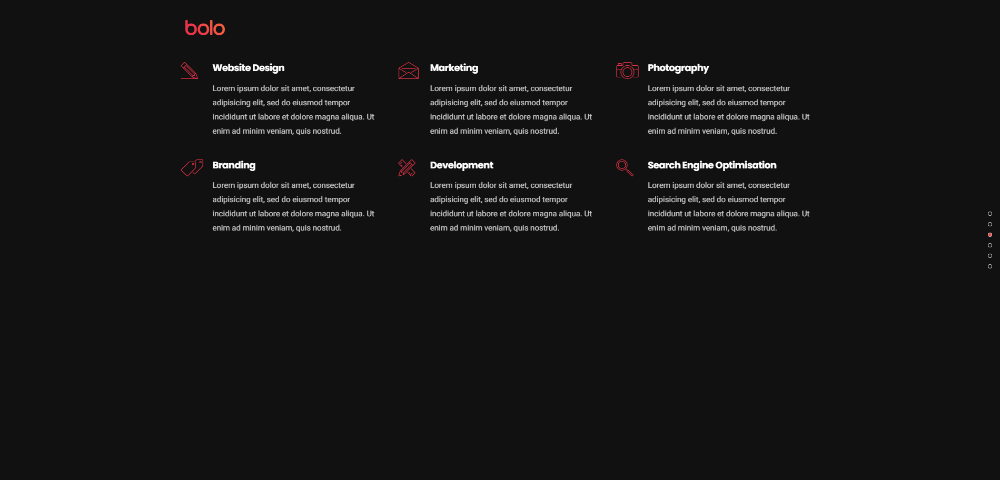 bolo
Website Design
Lorem ipsum dolor sit amet, consectetur
adipisicing elit, sed do eiusmod tempor
incididunt ut labore et dolore magna aliqua. Ut
enim ad minim veniam, quis nostrud.
Marketing
Lorem ipsum dolor sit amet, consectetur
adipisicing elit, sed do eiusmod tempor
incididunt ut labore et dolore magna aliqua. Ut
enim ad minim veniam, quis nostrud.
Photography
Lorem ipsum dolor sit amet, consectetur
adipisicing elit, sed do eiusmod tempor
incididunt ut labore et dolore magna aliqua. Ut
enim ad minim veniam, quis nostrud.
Branding
Lorem ipsum dolor sit amet, consectetur
adipisicing elit, sed do eiusmod tempor
incididunt ut labore et dolore magna aliqua. Ut
enim ad minim veniam, quis nostrud.
Development
Lorem ipsum dolor sit amet, consectetur
adipisicing elit, sed do eiusmod tempor
incididunt ut labore et dolore magna aliqua. Ut
enim ad minim veniam, quis nostrud.
Search Engine Optimisation
Lorem ipsum dolor sit amet, consectetur
adipisicing elit, sed do eiusmod tempor
incididunt ut labore et dolore magna aliqua. Ut
enim ad minim veniam, quis nostrud.